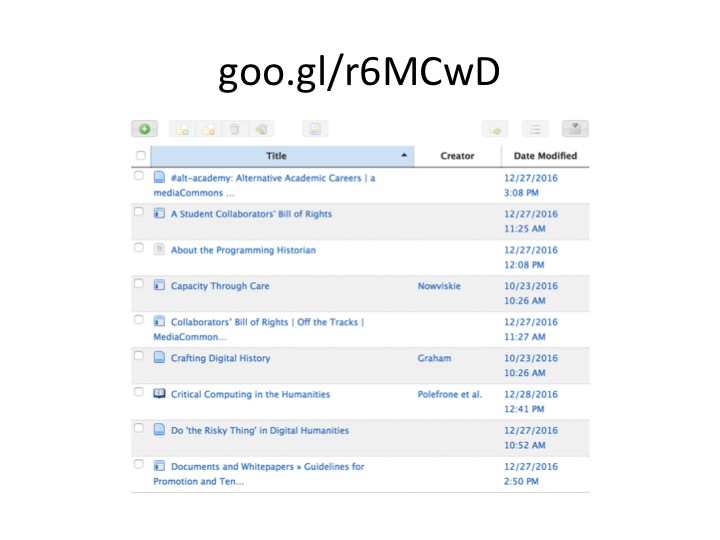 goo.gl/r6MCwD
Title Creator Date Modified
#alt-academy: Alternative Academic Careers | a 12/27/2016
mediaCommons ... 3:08 PM
A Student Collaborators' Bill of Rights 12/27/2016
11:25 AM
About the Programming Historian 12/27/2016
12:08 PM
Capacity Through Care Nowviskie 10/23/2016
10:26 AM
Collaborators' Bill of Rights | Off the Tracks | 12/27/2016
MediaCommon... 11:27 AM
Crafting Digital History Graham 10/23/2016
10:26 AM
Critical Computing in the Humanities Polefrone et al. 12/28/2016
12:41 PM
Do 'the Risky Thing' in Digital Humanities 12/27/2016
10:52 AM
Documents and Whitepapers » Guidelines for 12/27/2016
Promotion and Ten... 2:50 PM